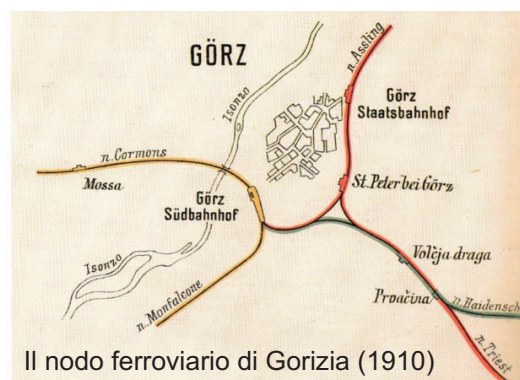 GÖRZ
Isonzo
n. Assling
Görz
Staatsbahnhof
n. Cormons
Mossa
St. Peter bei Görz
Görz
Südbahnhof
Isonzo
Volčja draga
n. Monfalcone
Prvačina
n. Haidensch
n. Triest
Il nodo ferroviario di Gorizia (1910)